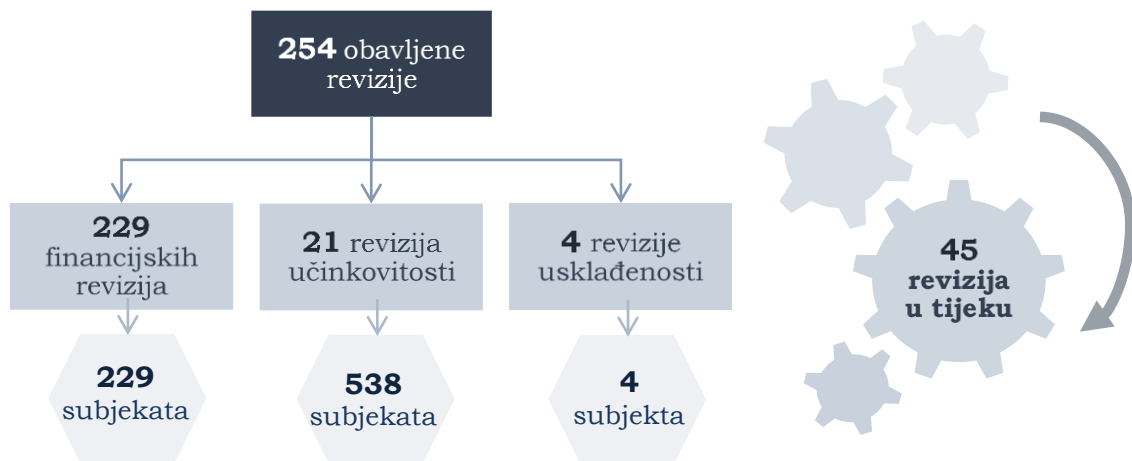 254 obavljene
revizije
229
financijskih
revizija
21 revizija
učinkovitosti
4 revizije
usklađenosti
229
subjekata
538
subjekata
4
subjekta
45
revizija
u tijeku